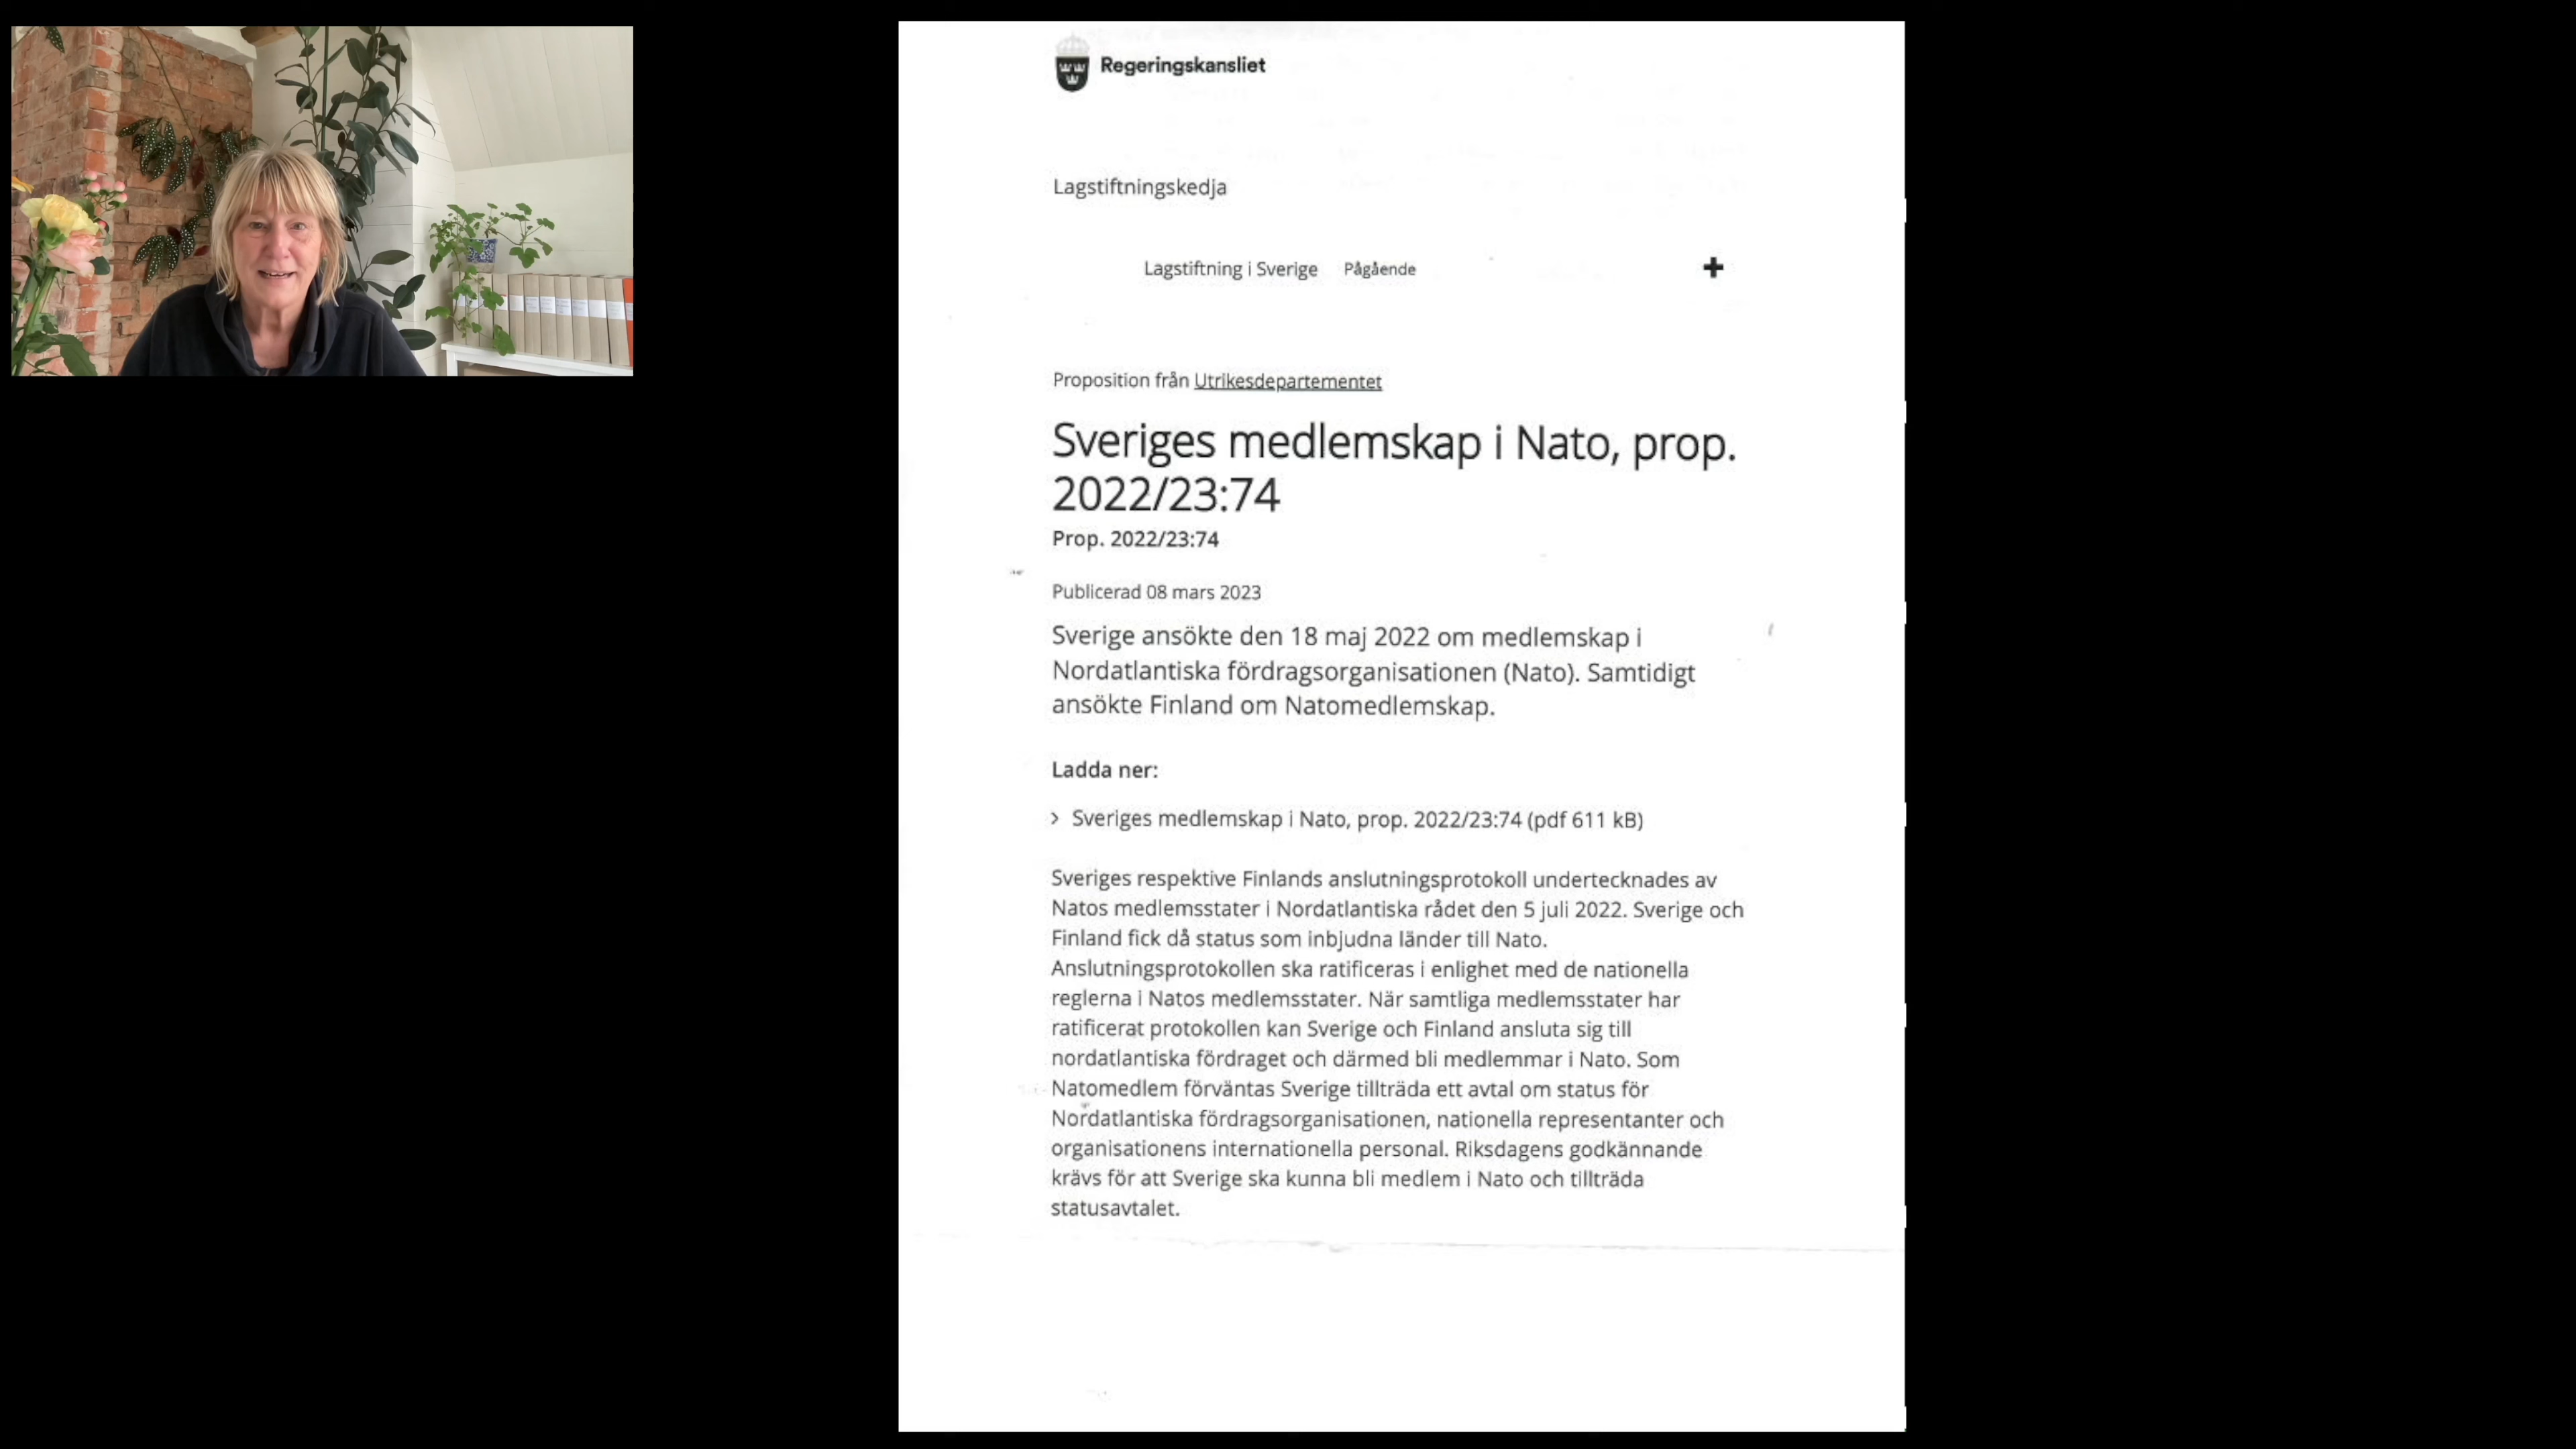 Regeringskansliet
Lagstiftningskedja
Lagstiftning i Sverige Pågående
Proposition från Utrikesdepartementet
Sveriges medlemskap i Nato, prop.
2022/23:74
Prop. 2022/23:74
Publicerad 08 mars 2023
Sverige ansökte den 18 maj 2022 om medlemskap i
Nordatlantiska fördragsorganisationen (Nato). Samtidigt
ansökte Finland om Natomedlemskap.
Ladda ner:
> Sveriges medlemskap i Nato, prop. 2022/23:74 (pdf 611 kB)
Sveriges respektive Finlands anslutningsprotokoll undertecknades av
Natos medlemsstater i Nordatlantiska rådet den 5 juli 2022. Sverige och
Finland fick då status som inbjudna länder till Nato.
Anslutningsprotokollen ska ratificeras i enlighet med de nationella
reglerna i Natos medlemsstater. När samtliga medlemsstater har
ratificerat protokollen kan Sverige och Finland ansluta sig till
nordatlantiska fördraget och därmed bli medlemmar i Nato. Som
Natomedlem förväntas Sverige tillträda ett avtal om status för
Nordatlantiska fördragsorganisationen, nationella representanter och
organisationens internationella personal. Riksdagens godkännande
krävs för att Sverige ska kunna bli medlem i Nato och tillträda
statusavtalet.